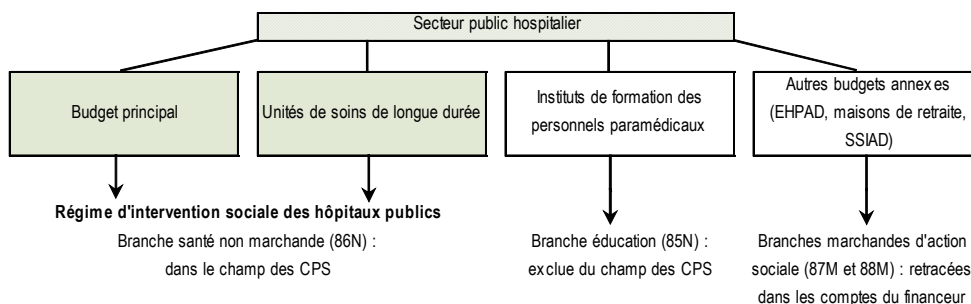 Secteur public hospitalier
Budget principal
Unités de soins de longue durée
Instituts de formation des
personnels paramédicaux
Autres budgets annexes
(EHPAD, maisons de retraite,
SSIAD)
Régime d'intervention sociale des hôpitaux publics
Branche santé non marchande (86N) :
dans le champ des CPS
Branche éducation (85N) :
exclue du champ des CPS
Branches marchandes d'action
sociale (87M et 88M) : retracées
dans les comptes du financeur